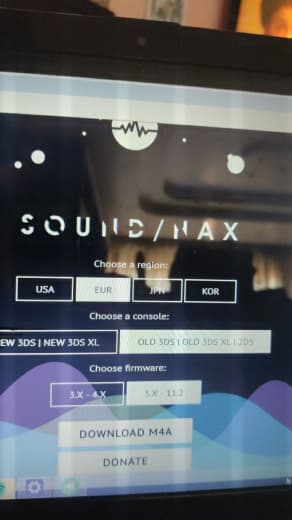 SOUND/HAX
Choose a region:
USA EUR JPN KOR
Choose a console:
EW 3DS | NEW 3DS XL OLD 3DS | OLD 3DS XL | 2DS
Choose firmware:
3.X - 4.X 5.X - 11.2
DOWNLOAD M4A
DONATE